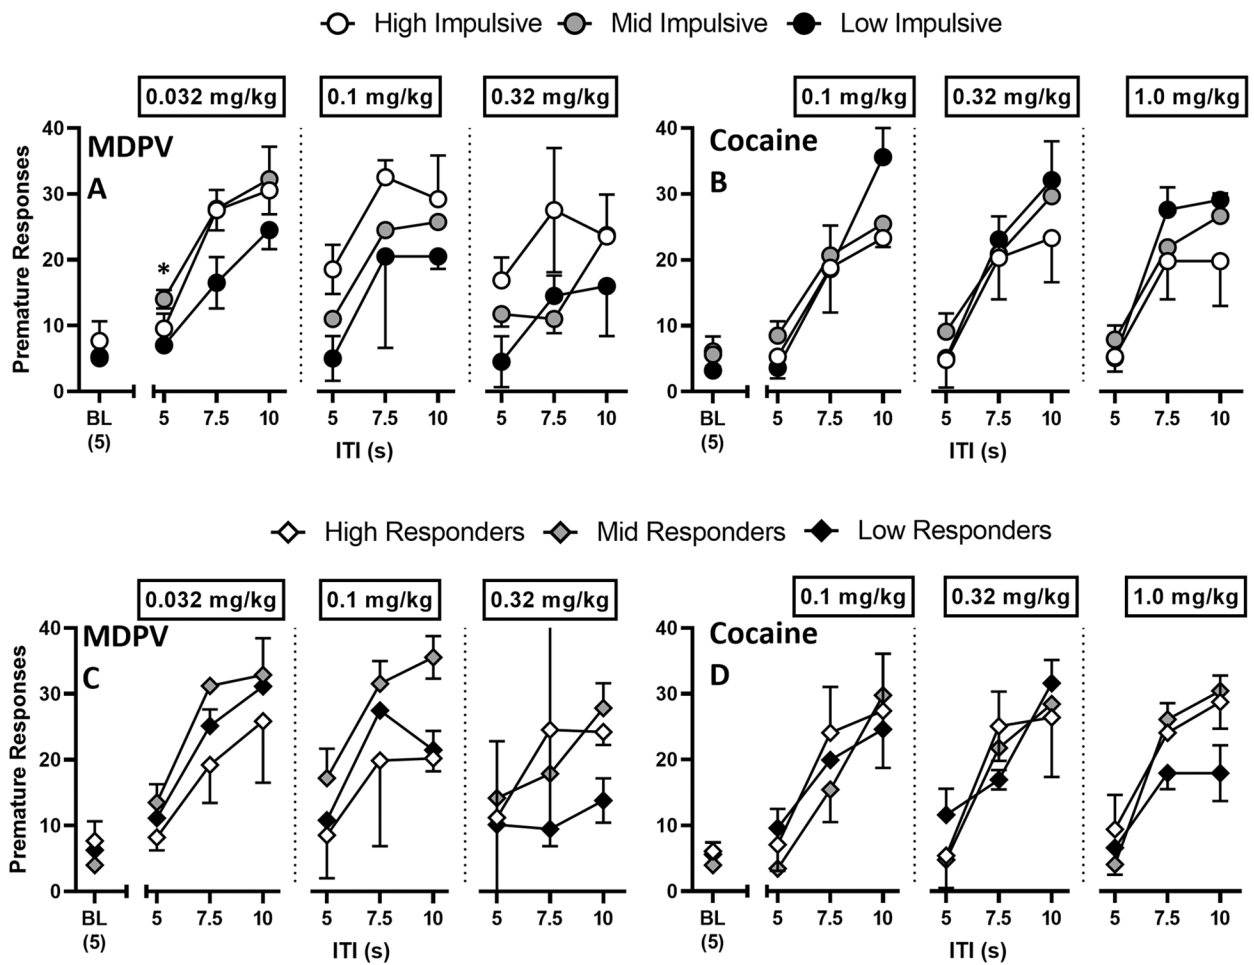 High Impulsive Mid Impulsive Low Impulsive
0.032 mg/kg 0.1 mg/kg 0.32 mg/kg 0.1 mg/kg 0.32 mg/kg 1.0 mg/kg
Premature Responses
40
30
20
10
0
MDPV
A
*
BL
(5)
5 7.5 10 5 7.5 10 5 7.5 10
ITI (s)
40
30
20
10
0
Cocaine
B
BL
(5)
5 7.5 10 5 7.5 10 5 7.5 10
ITI (s)
High Responders Mid Responders Low Responders
0.032 mg/kg 0.1 mg/kg 0.32 mg/kg 0.1 mg/kg 0.32 mg/kg 1.0 mg/kg
Premature Responses
40
30
20
10
0
MDPV
C
BL
(5)
5 7.5 10 5 7.5 10 5 7.5 10
ITI (s)
40
30
20
10
0
Cocaine
D
BL
(5)
5 7.5 10 5 7.5 10 5 7.5 10
ITI (s)